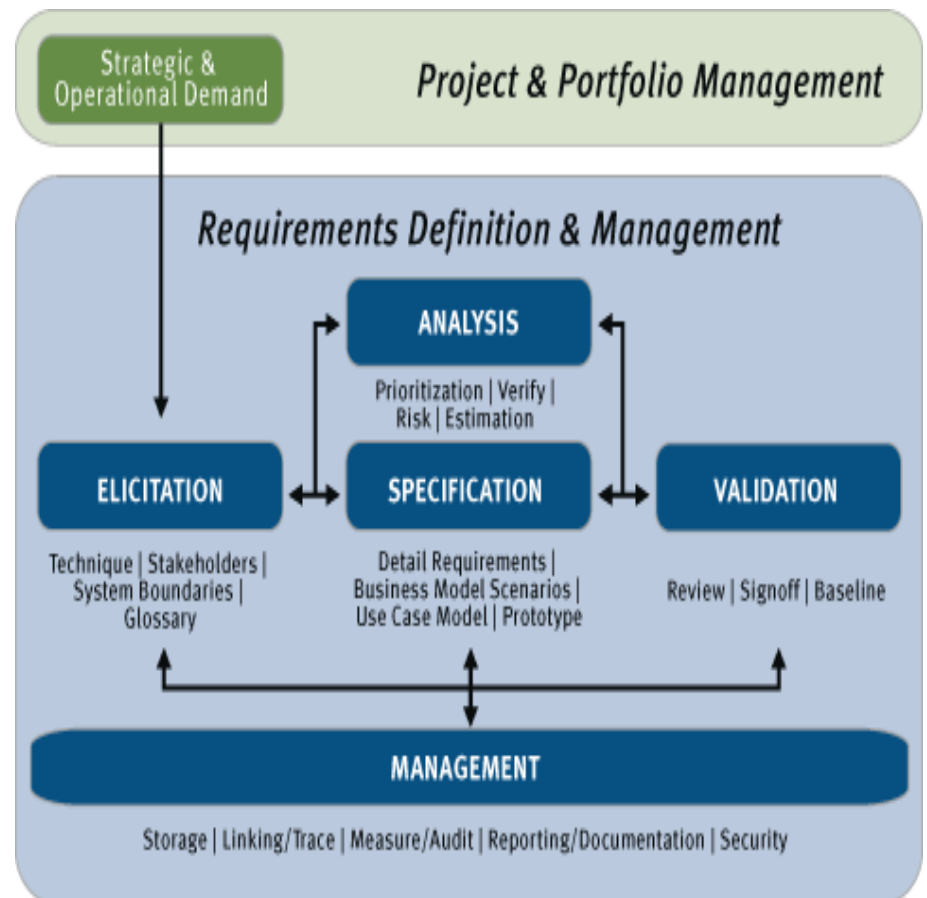 Strategic &
Operational Demand
Project & Portfolio Management
Requirements Definition & Management
ANALYSIS
Prioritization | Verify |
Risk | Estimation
ELICITATION
SPECIFICATION
VALIDATION
Technique | Stakeholders |
System Boundaries |
Glossary
Detail Requirements |
Business Model Scenarios |
Use Case Model | Prototype
Review | Signoff | Baseline
MANAGEMENT
Storage | Linking/Trace | Measure/Audit | Reporting/Documentation | Security